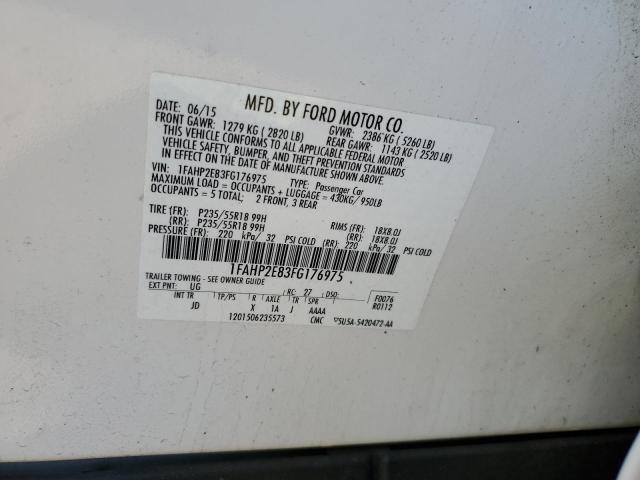 MFD. BY FORD MOTOR CO.
DATE: 06/15 GVWR: 2386 KG ( 5260 LB)
FRONT GAWR: 1279 KG ( 2820 LB) REAR GAWR: 1143 KG ( 2520 LB)
THIS VEHICLE CONFORMS TO ALL APPLICABLE FEDERAL MOTOR
VEHICLE SAFETY, BUMPER, AND THEFT PREVENTION STANDARDS
IN EFFECT ON THE DATE OF MANUFACTURE SHOWN ABOVE.
VIN: 1FAHP2E83FG176975 TYPE: Passenger Car
MAXIMUM LOAD = OCCUPANTS + LUGGAGE = 430KG/950LB
OCCUPANTS = 5 TOTAL: 2 FRONT, 3 REAR
TIRE (FR): P235/55R18 99H RIMS (FR): 18X8.0J
(RR): P235/55R18 99H (RR): 18X8.0J
PRESSURE (FR): 220 kPa/ 32 PSI COLD (RR): 220 kPa/ 32 PSI COLD
1FAHP2E83FG176975
TRAILER TOWING - SEE OWNER GUIDE
EXT PNT: UG RC: 27 DSO: F0076
INT TR TP/PS R AXLE TR SPR R0112
JD 1A J AAAA
1201506235573 CMC 5U5A-5420472-AA